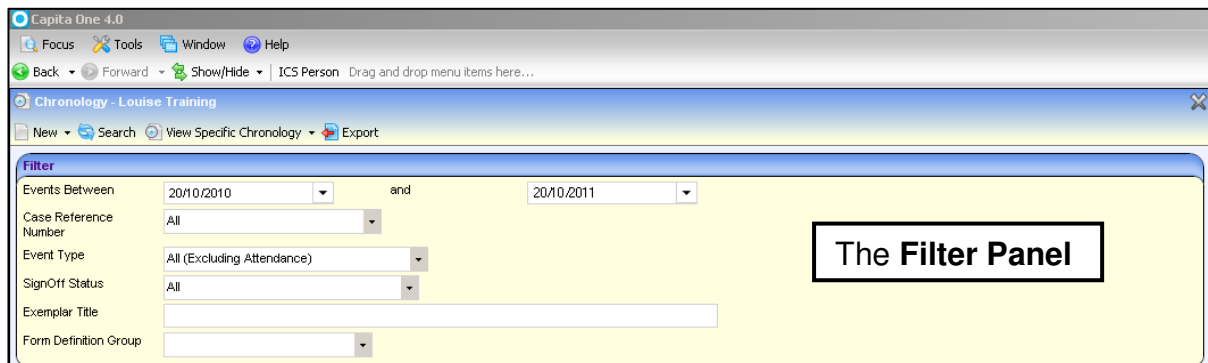 Capita One 4.0
Focus Tools Window Help
Back Forward Show/Hide ICS Person Drag and drop menu items here...
Chronology - Louise Training
New Search View Specific Chronology Export
Filter
Events Between 20/10/2010 and 20/10/2011
Case Reference Number All
Event Type All (Excluding Attendance)
The Filter Panel
SignOff Status All
Exemplar Title
Form Definition Group